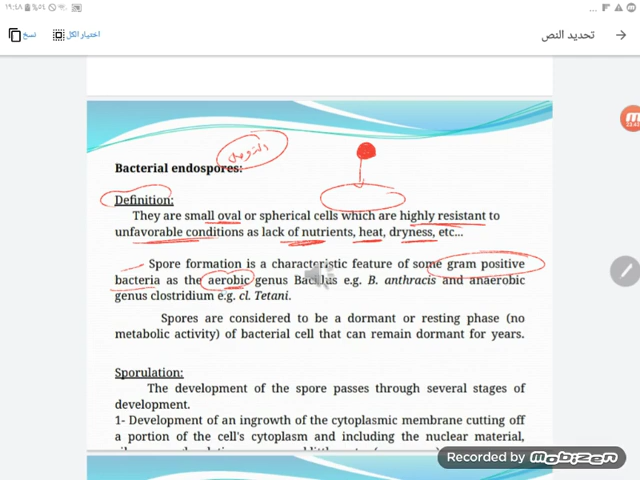 ١٩:٤٨ ٥٤٪
اختيار الكل
نسخ
تحديد النص
Bacterial endospores:
Definition:
They are small oval or spherical cells which are highly resistant to
unfavorable conditions as lack of nutrients, heat, dryness, etc...
Spore formation is a characteristic feature of some gram positive
bacteria as the aerobic genus Bacillus e.g. B. anthracis and anaerobic
genus clostridium e.g. cl. Tetani.
Spores are considered to be a dormant or resting phase (no
metabolic activity) of bacterial cell that can remain dormant for years.
Sporulation:
The development of the spore passes through several stages of
development.
1- Development of an ingrowth of the cytoplasmic membrane cutting off
a portion of the cell's cytoplasm and including the nuclear material,
RECORDED WITH
MOBIZEN